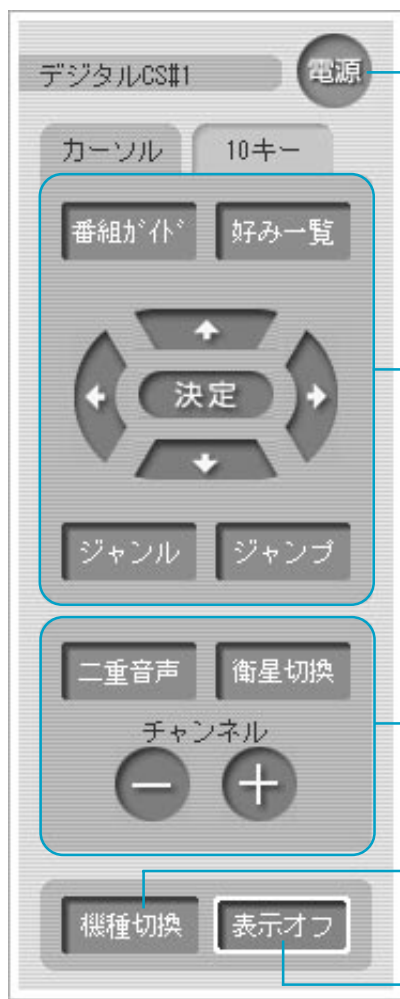 デジタルCS#1 電源
カーソル 10キー
番組ガイド 好み一覧
決定
ジャンル ジャンプ
二重音声 衛星切換
チャンネル
− +
機種切換 表示オフ